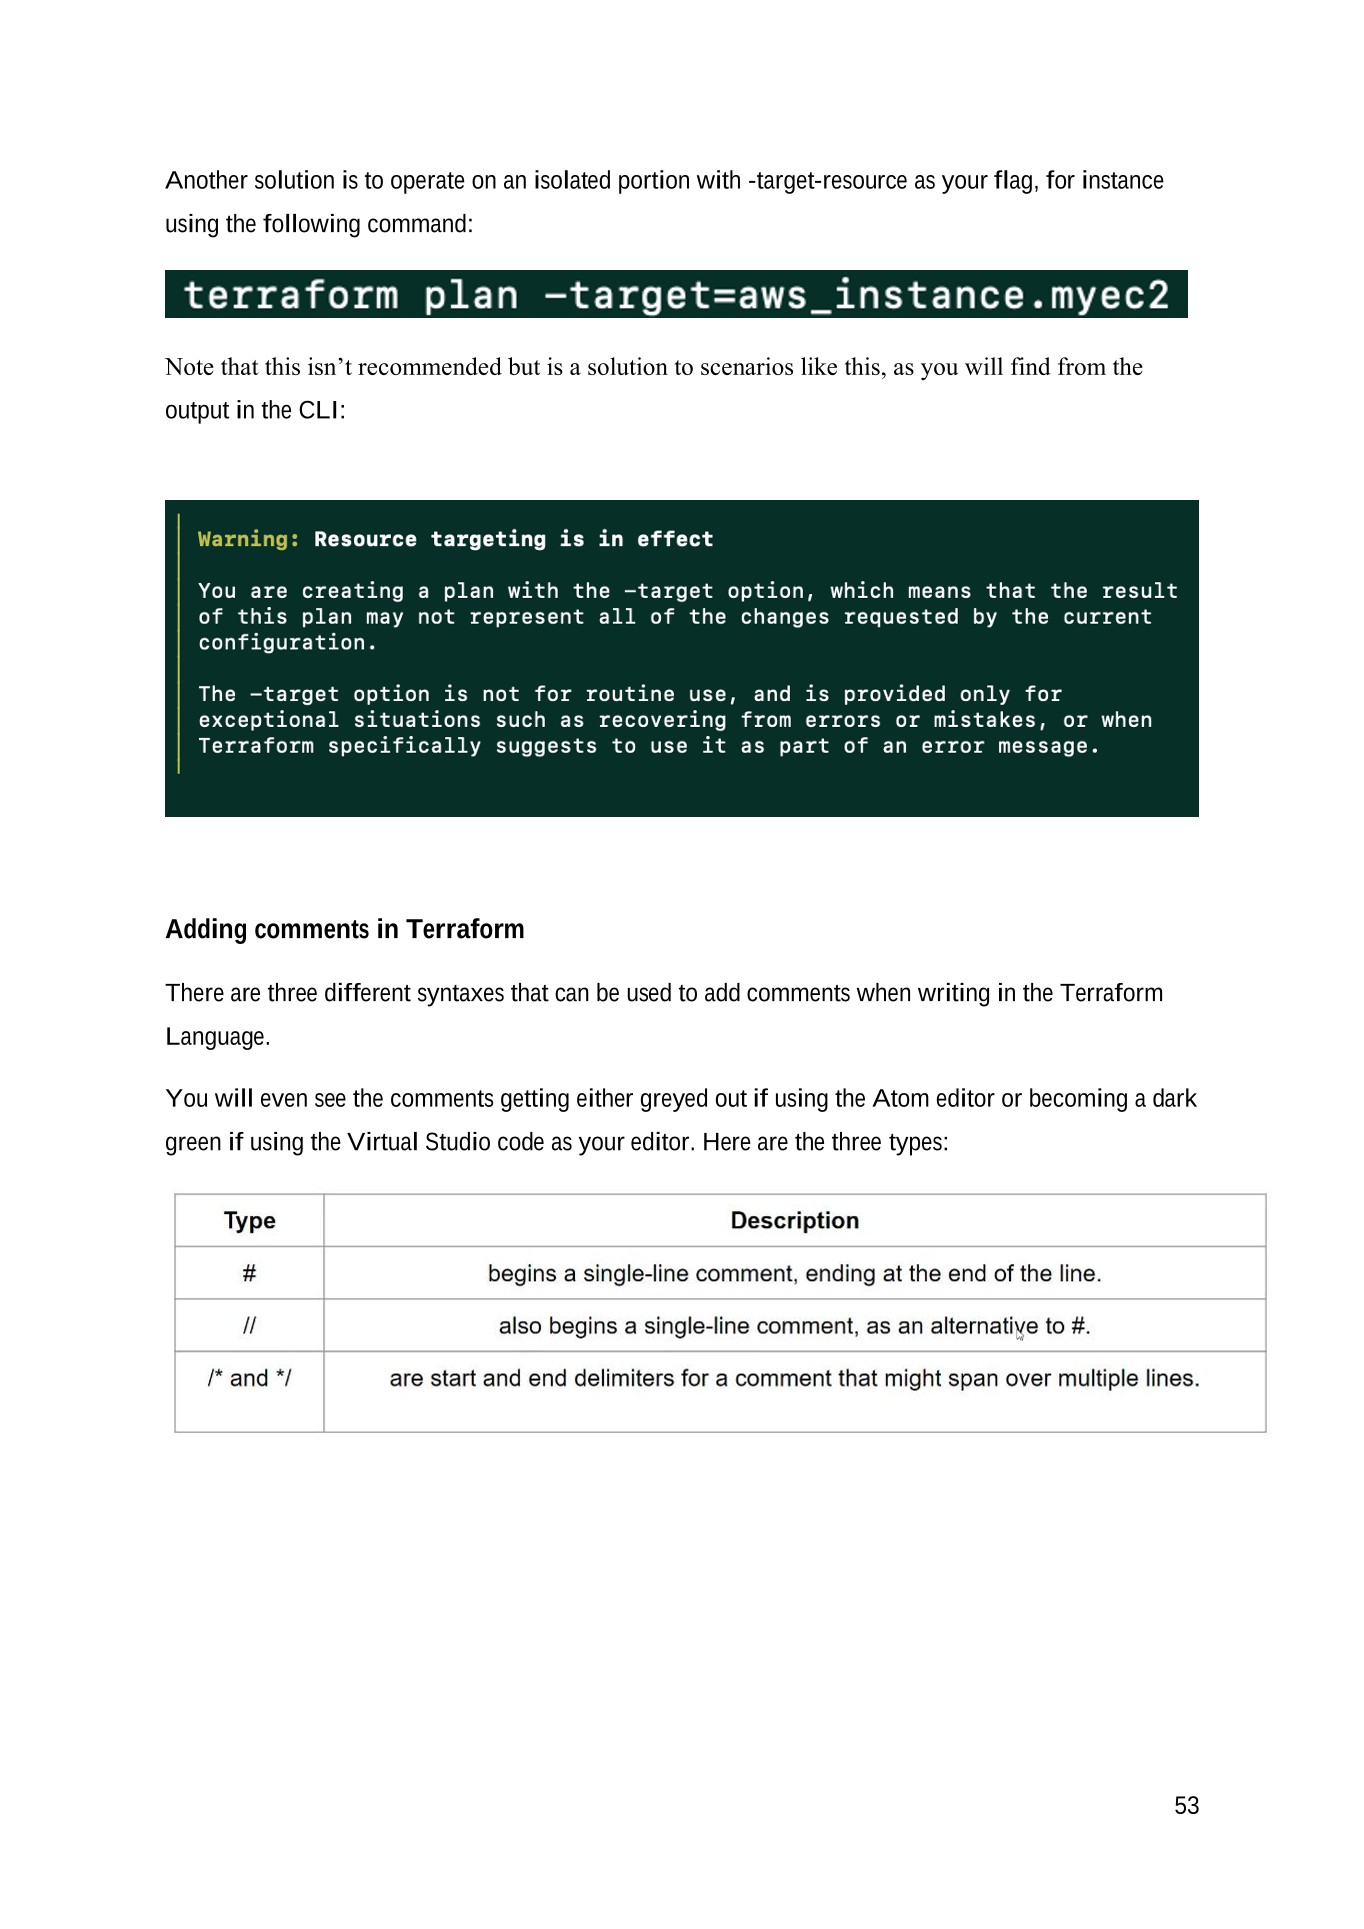 Another solution is to operate on an isolated portion with -target-resource as your flag, for instance
using the following command:
terraform plan -target=aws_instance.myec2
Note that this isn’t recommended but is a solution to scenarios like this, as you will find from the
output in the CLI:
Warning: Resource targeting is in effect
You are creating a plan with the -target option, which means that the result
of this plan may not represent all of the changes requested by the current
configuration.
The -target option is not for routine use, and is provided only for
exceptional situations such as recovering from errors or mistakes, or when
Terraform specifically suggests to use it as part of an error message.
Adding comments in Terraform
There are three different syntaxes that can be used to add comments when writing in the Terraform
Language.
You will even see the comments getting either greyed out if using the Atom editor or becoming a dark
green if using the Virtual Studio code as your editor. Here are the three types:
Type Description
# begins a single-line comment, ending at the end of the line.
// also begins a single-line comment, as an alternative to #.
/* and */ are start and end delimiters for a comment that might span over multiple lines.
53